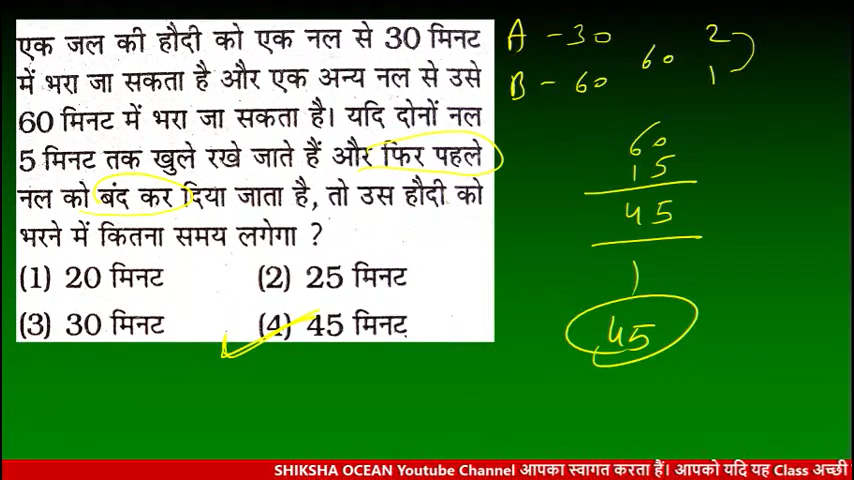 एक जल की हौदी को एक नल से 30 मिनट
में भरा जा सकता है और एक अन्य नल से उसे
60 मिनट में भरा जा सकता है। यदि दोनों नल
5 मिनट तक खुले रखे जाते हैं और फिर पहले
नल को बंद कर दिया जाता है, तो उस हौदी को
भरने में कितना समय लगेगा ?
(1) 20 मिनट (2) 25 मिनट
(3) 30 मिनट (4) 45 मिनट
A - 30 2
60
B - 60 1
60
15
45
1
45
SHIKSHA OCEAN Youtube Channel आपका स्वागत करता हैं। आपको यदि यह Class अच्छी